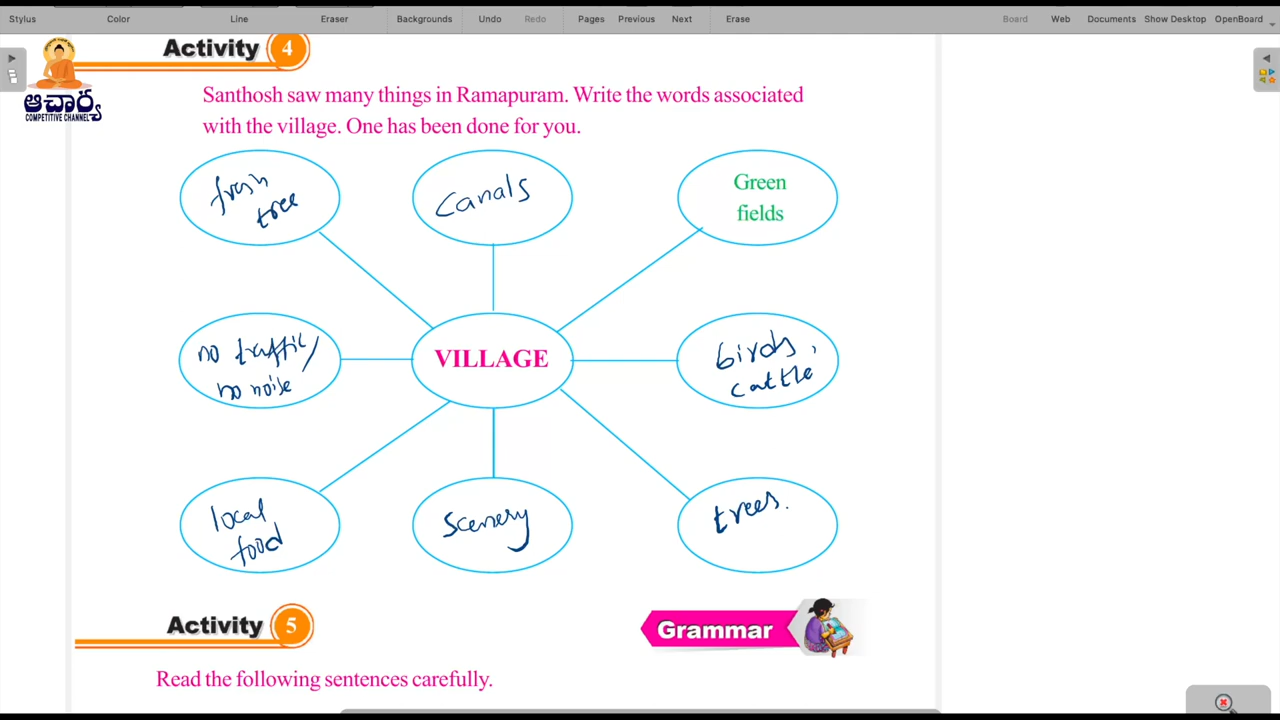 Stylus Color Line Eraser Backgrounds Undo Redo Pages Previous Next Erase Board Web Documents Show Desktop OpenBoard
Activity 4
ఆచార్య
COMPETITIVE CHANNEL
Santhosh saw many things in Ramapuram. Write the words associated
with the village. One has been done for you.
fresh
tree
Canals
Green
fields
no traffic/
no noise
VILLAGE
birds,
cattle
local
food
Scenery
trees.
Activity 5
Grammar
Read the following sentences carefully.